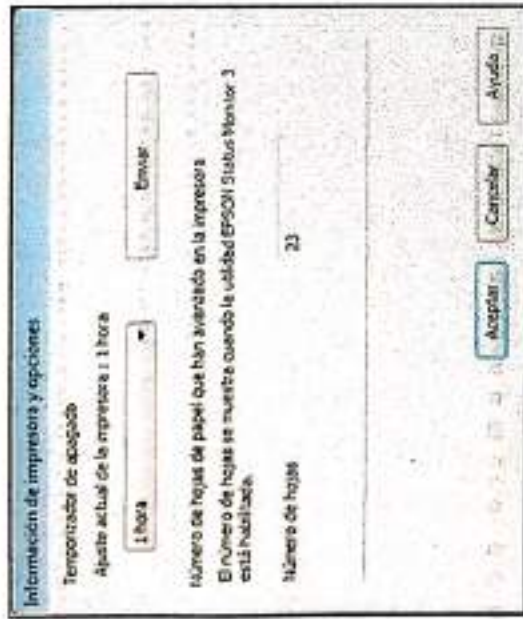 Información de impresora y opciones
Temporizador de apagado
Ajuste actual de la impresora : 1 hora
1 hora
Enviar
Número de hojas de papel que han avanzado en la impresora
El número de hojas se muestra cuando la utilidad EPSON Status Monitor 3
está habilitada.
Número de hojas
23
Aceptar
Cancelar
Ayuda